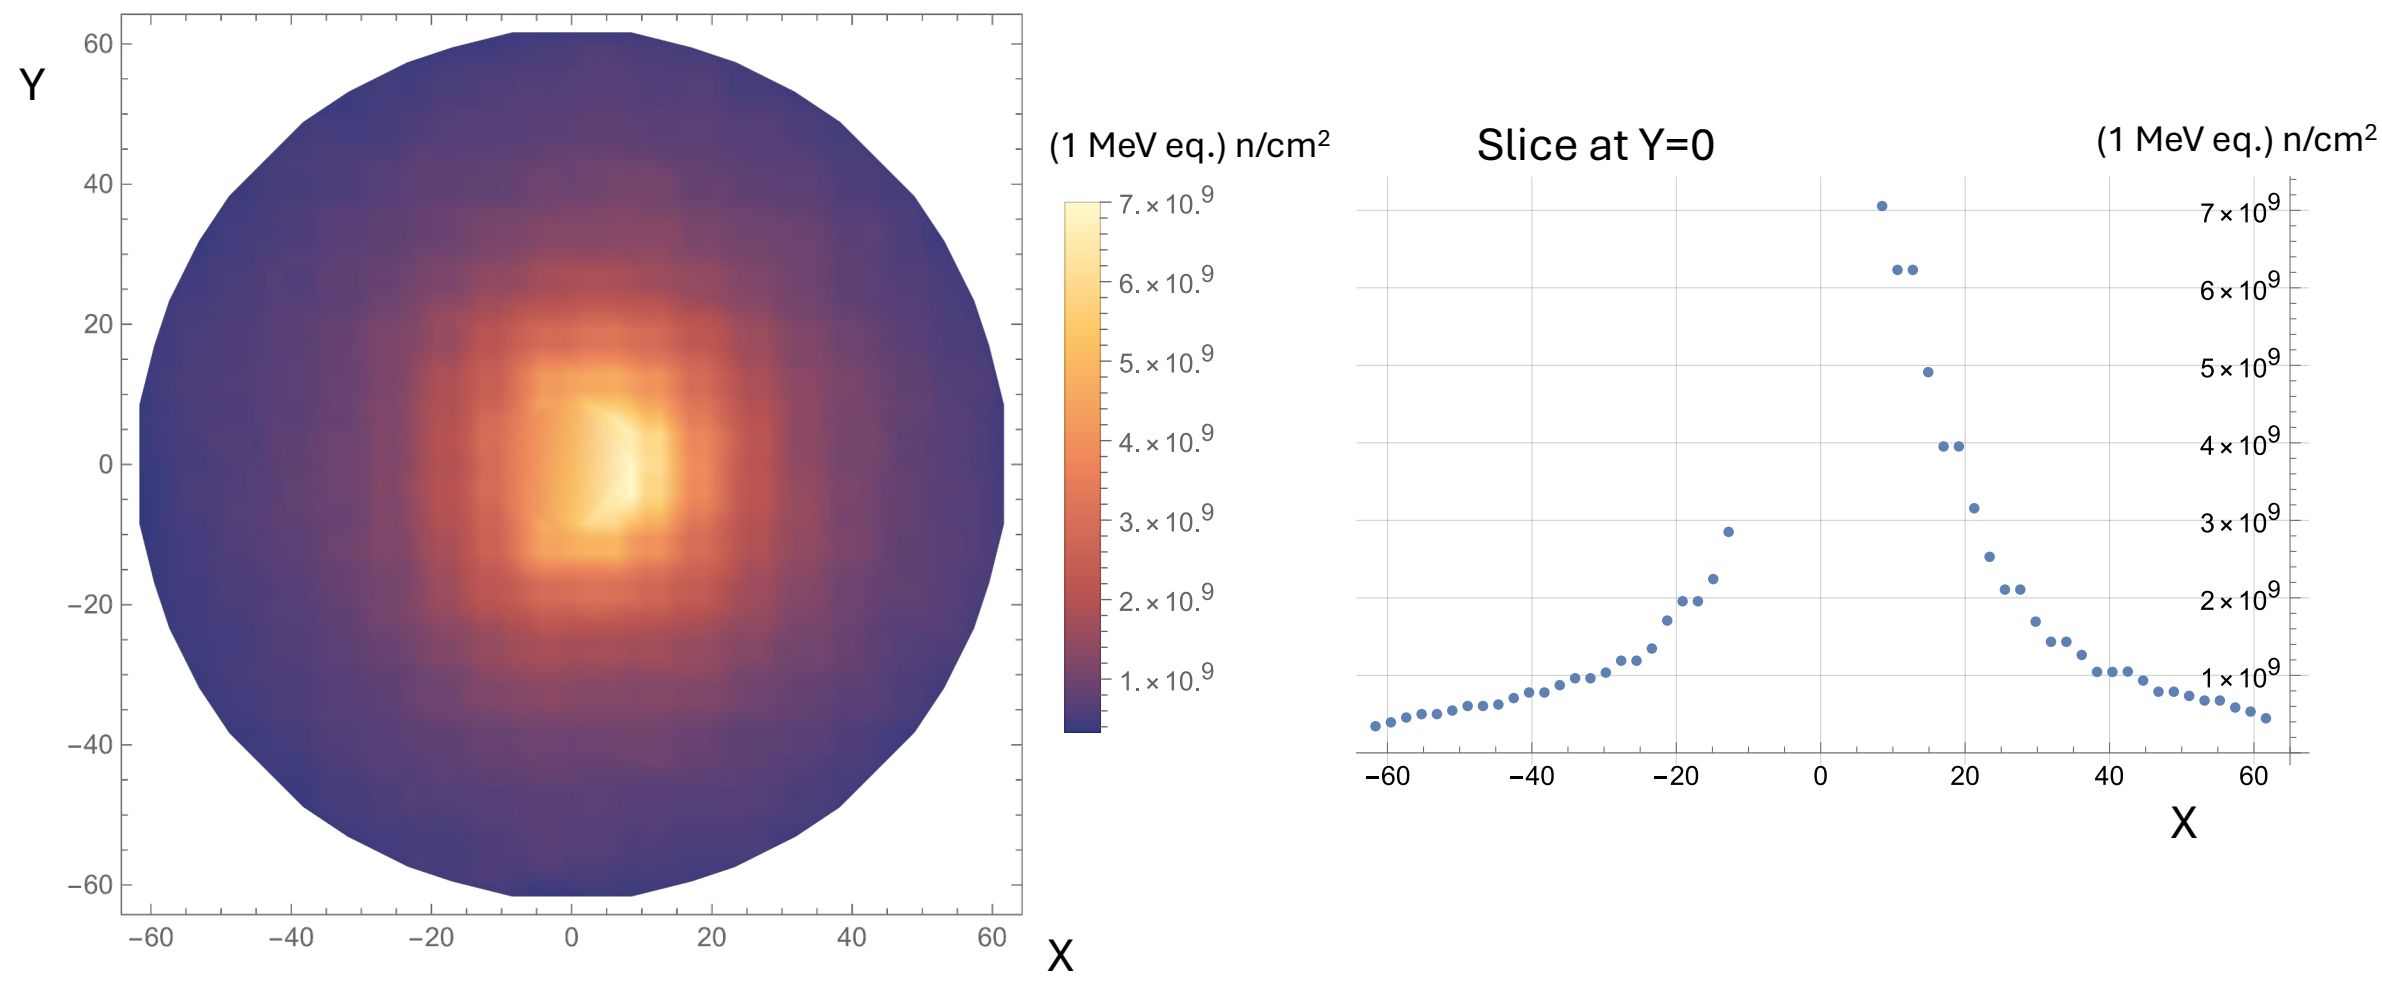 Y
60
40
20
0
−20
−40
−60
−60 −40 −20 0 20 40 60
X
(1 MeV eq.) n/cm²
7.×10.⁹
6.×10.⁹
5.×10.⁹
4.×10.⁹
3.×10.⁹
2.×10.⁹
1.×10.⁹
Slice at Y=0
(1 MeV eq.) n/cm²
7×10⁹
6×10⁹
5×10⁹
4×10⁹
3×10⁹
2×10⁹
1×10⁹
−60 −40 −20 0 20 40 60
X